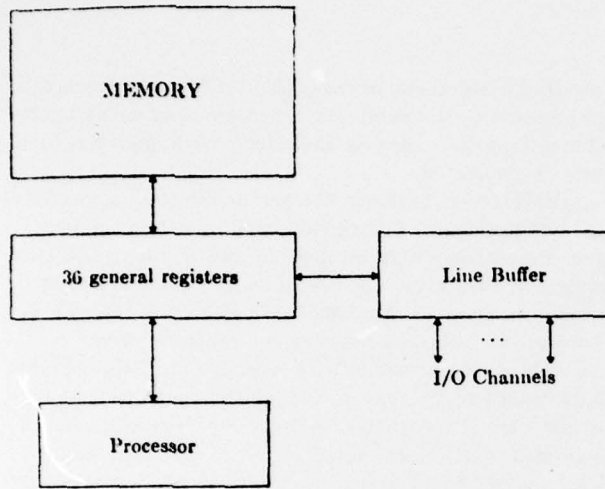 MEMORY
36 general registers
Line Buffer
...
I/O Channels
Processor